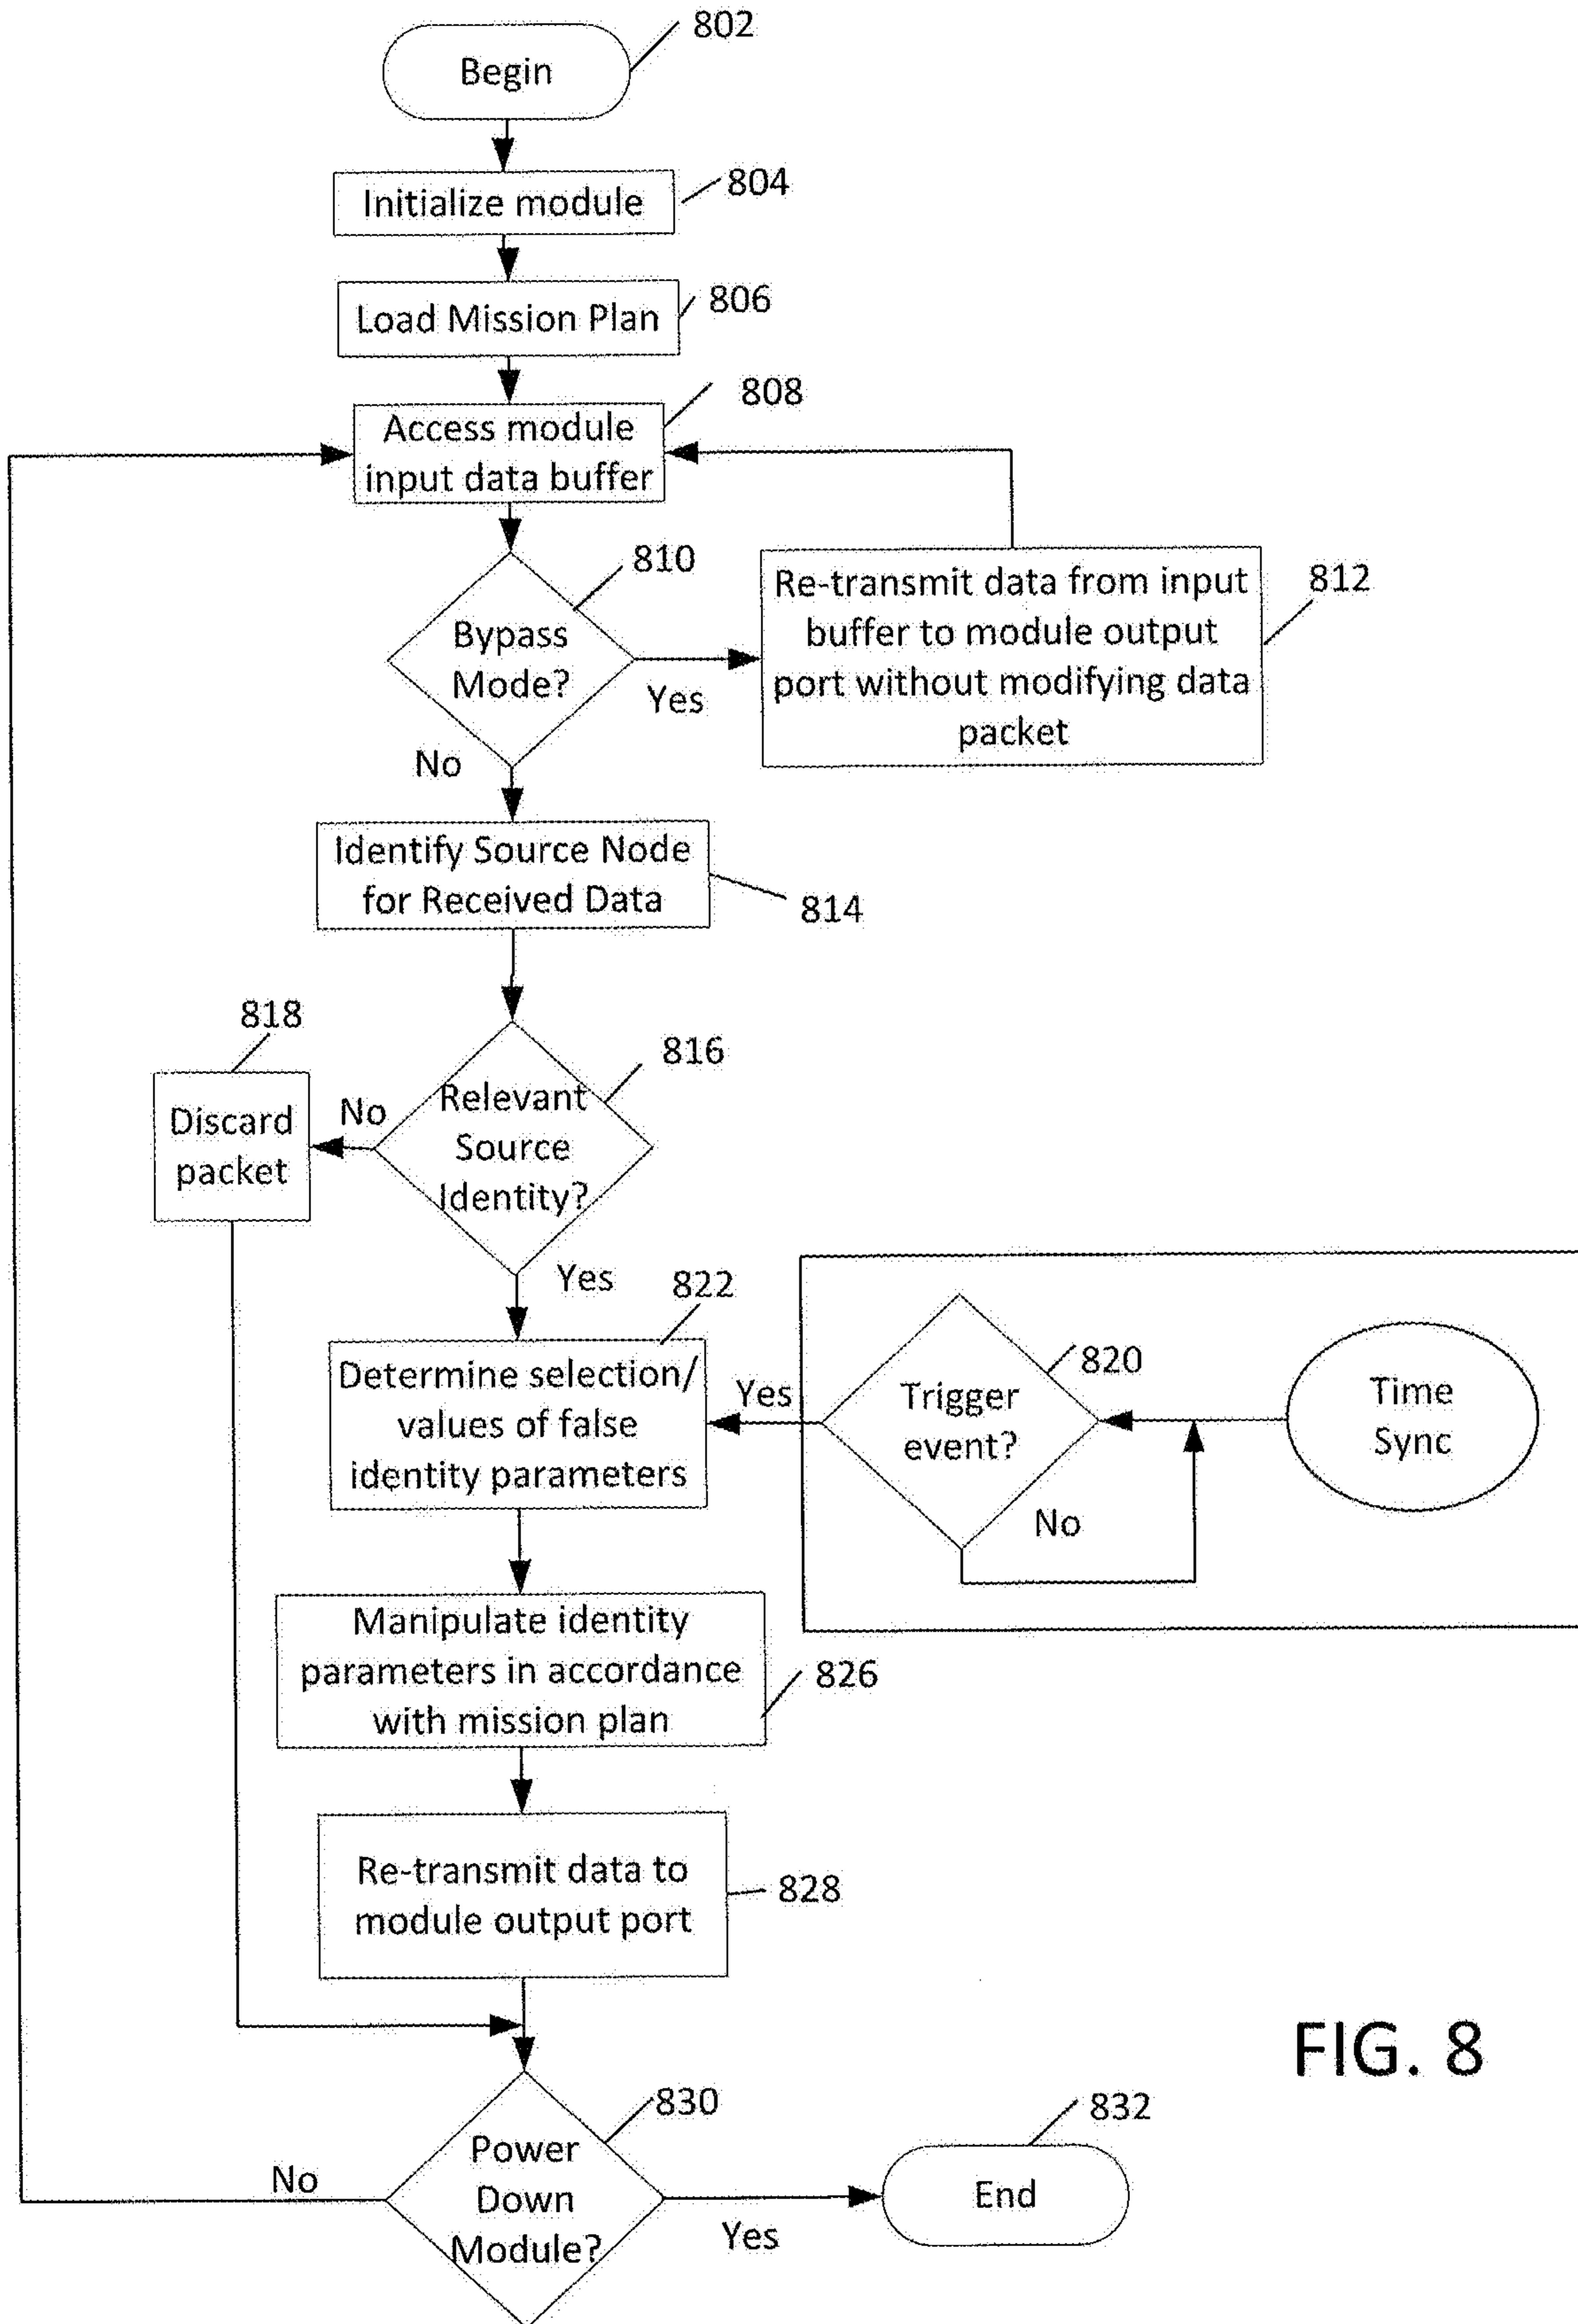 802
Begin
804
Initialize module
806
Load Mission Plan
808
Access module
input data buffer
810
Bypass
Mode?
Yes
No
812
Re-transmit data from input
buffer to module output
port without modifying data
packet
Identify Source Node
for Received Data
814
818
Discard
packet
No
816
Relevant
Source
Identity?
Yes
822
Determine selection/
values of false
identity parameters
Yes
820
Trigger
event?
No
Time
Sync
Manipulate identity
parameters in accordance
with mission plan
826
Re-transmit data to
module output port
828
830
Power
Down
Module?
No
Yes
832
End
FIG. 8